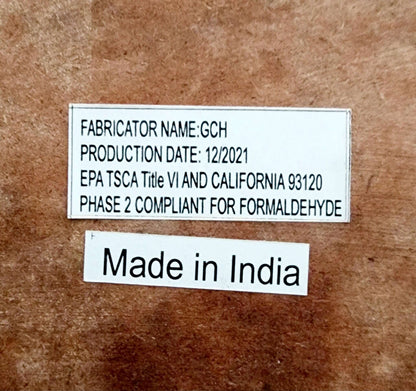 FABRICATOR NAME:GCH
PRODUCTION DATE: 12/2021
EPA TSCA Title VI AND CALIFORNIA 93120
PHASE 2 COMPLIANT FOR FORMALDEHYDE
Made in India